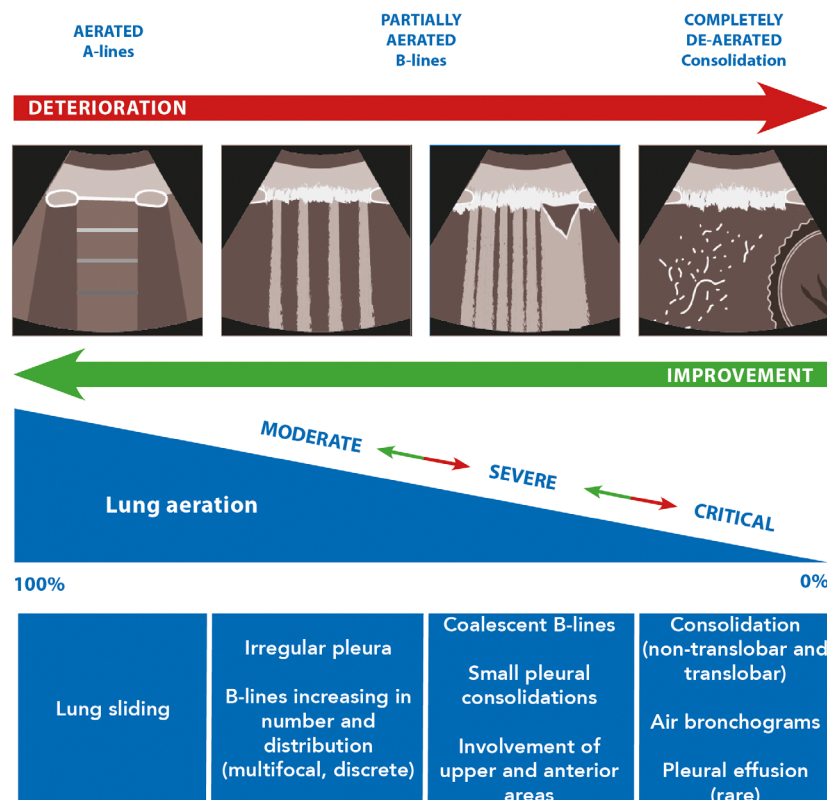 AERATED
A-lines
PARTIALLY
AERATED
B-lines
COMPLETELY
DE-AERATED
Consolidation
DETERIORATION
IMPROVEMENT
MODERATE
SEVERE
CRITICAL
Lung aeration
100%
0%
Lung sliding
Irregular pleura
B-lines increasing in
number and
distribution
(multifocal, discrete)
Coalescent B-lines
Small pleural
consolidations
Involvement of
upper and anterior
areas
Consolidation
(non-translobar and
translobar)
Air bronchograms
Pleural effusion
(rare)